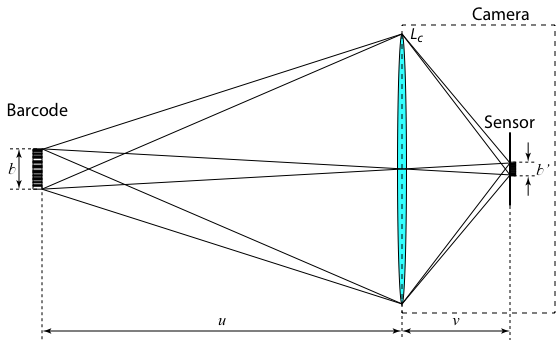 Camera
L_c
Barcode
Sensor
b
b'
u
v